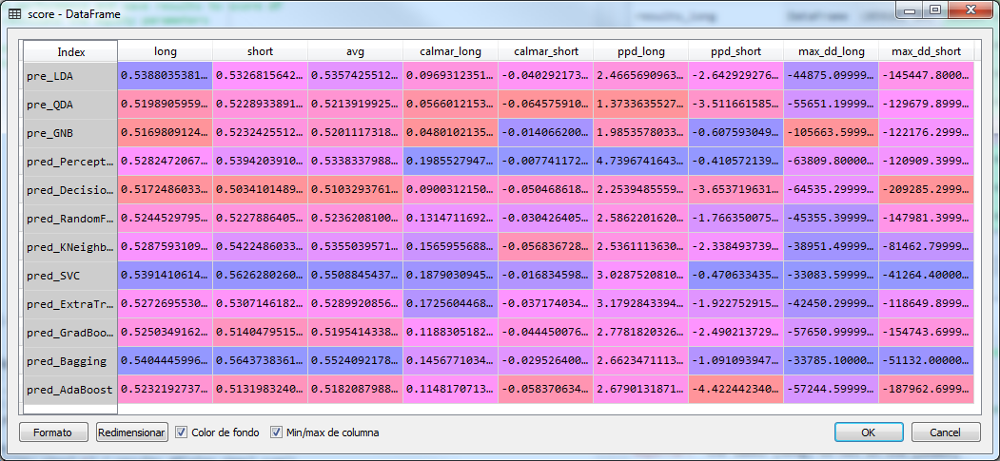 score - DataFrame
Index long short avg calmar_long calmar_short ppd_long ppd_short max_dd_long max_dd_short
pre_LDA 0.5388035381... 0.5326815642... 0.5357425512... 0.0969312351... -0.040292173... 2.4665690963... -2.642929276... -44875.09999... -145447.8000...
pre_QDA 0.5198905959... 0.5228933891... 0.5213919925... 0.0566012153... -0.064575910... 1.3733635527... -3.511661585... -55651.19999... -129679.8999...
pre_GNB 0.5169809124... 0.5232425512... 0.5201117318... 0.0480102135... -0.014066200... 1.9853578033... -0.607593049... -105663.5999... -122176.2999...
pred_Percept... 0.5282472067... 0.5394203910... 0.5338337988... 0.1985527947... -0.007741172... 4.7396741643... -0.410572139... -63809.80000... -120909.3999...
pred_Decisio... 0.5172486033... 0.5034101489... 0.5103293761... 0.0900312150... -0.050468618... 2.2539485559... -3.653719631... -64535.29999... -209285.2999...
pred_RandomF... 0.5244529795... 0.5227886405... 0.5236208100... 0.1314711692... -0.030426405... 2.5862201620... -1.766350075... -45355.39999... -147981.3999...
pred_KNeighb... 0.5287593109... 0.5422486033... 0.5355039571... 0.1565955688... -0.056836728... 2.5361113630... -2.338493739... -38951.49999... -81462.79999...
pred_SVC 0.5391410614... 0.5626280260... 0.5508845437... 0.1879030945... -0.016834598... 3.0287520810... -0.470633435... -33083.59999... -41264.40000...
pred_ExtraTr... 0.5272695530... 0.5307146182... 0.5289920856... 0.1725604468... -0.037174034... 3.1792843394... -1.922752915... -42450.29999... -118649.8999...
pred_GradBoo... 0.5250349162... 0.5140479515... 0.5195414338... 0.1188305182... -0.044450076... 2.7781820326... -2.490213729... -57650.99999... -154743.6999...
pred_Bagging 0.5404445996... 0.5643738361... 0.5524092178... 0.1456771034... -0.029526400... 2.6623471113... -1.091093947... -33785.10000... -51132.00000...
pred_AdaBoost 0.5232192737... 0.5131983240... 0.5182087988... 0.1148170713... -0.058370634... 2.6790131871... -4.422442340... -57244.59999... -187962.6999...
Formato Redimensionar Color de fondo Min/max de columna OK Cancel